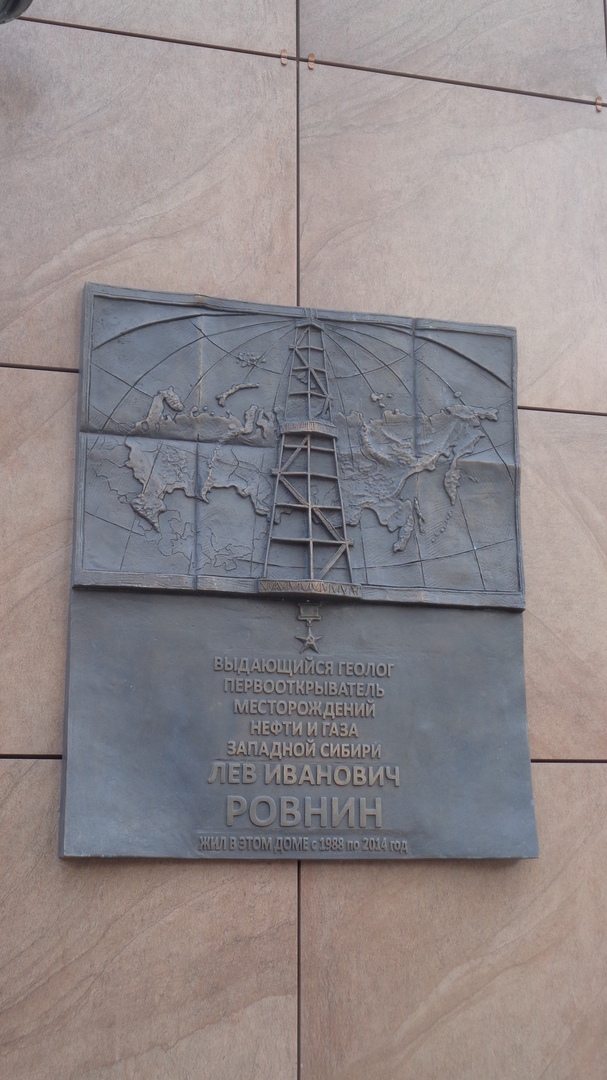 ВЫДАЮЩИЙСЯ ГЕОЛОГ
ПЕРВООТКРЫВАТЕЛЬ
МЕСТОРОЖДЕНИЙ
НЕФТИ И ГАЗА
ЗАПАДНОЙ СИБИРИ
ЛЕВ ИВАНОВИЧ
РОВНИН
ЖИЛ В ЭТОМ ДОМЕ с 1988 по 2014 год